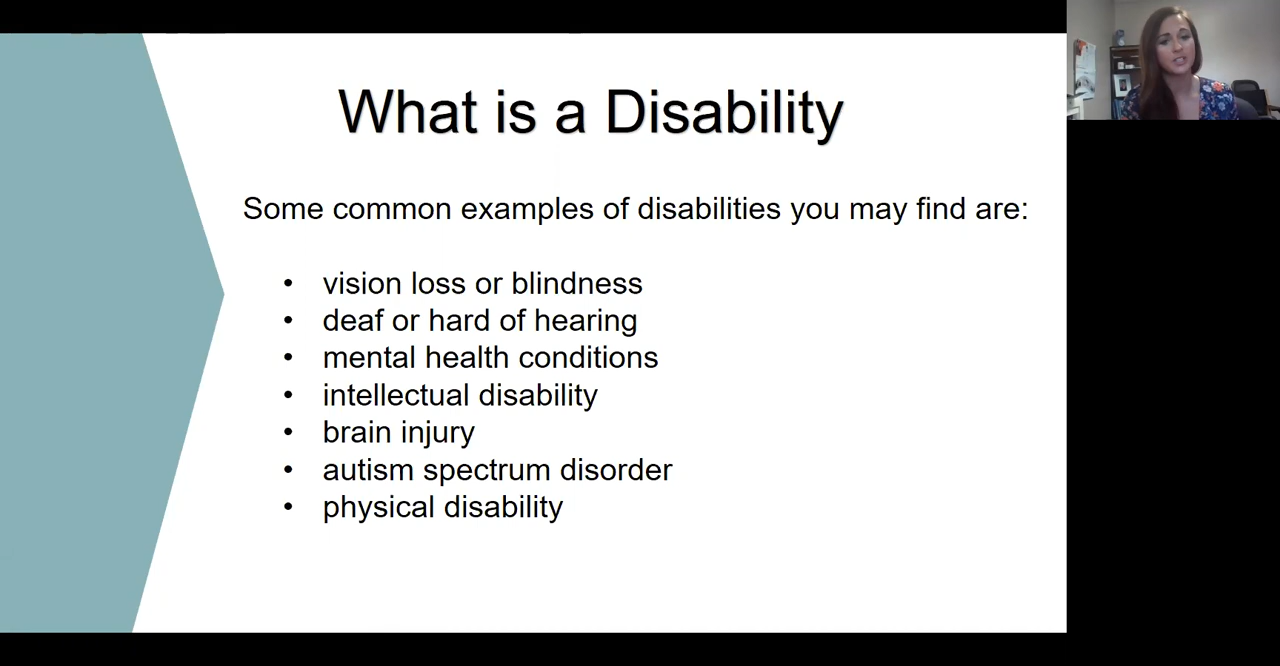 What is a Disability
Some common examples of disabilities you may find are:
• vision loss or blindness
• deaf or hard of hearing
• mental health conditions
• intellectual disability
• brain injury
• autism spectrum disorder
• physical disability